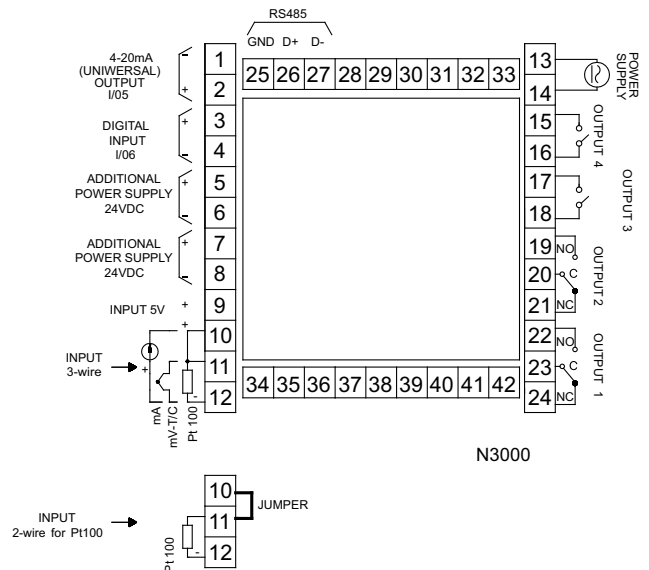 RS485
GND D+ D-
4-20mA
(UNIWERSAL)
OUTPUT
I/05
- 1
+ 2
DIGITAL
INPUT
I/06
+ 3
- 4
ADDITIONAL
POWER SUPPLY
24VDC
+ 5
- 6
ADDITIONAL
POWER SUPPLY
24VDC
+ 7
- 8
INPUT 5V + 9
+ 10
11
- 12
INPUT
3-wire
+
mA
mV-T/C
Pt 100
25 26 27 28 29 30 31 32 33
34 35 36 37 38 39 40 41 42
13
14
POWER
SUPPLY
15
16
OUTPUT 4
17
18
OUTPUT 3
19 NO
20 C
21 NC
OUTPUT 2
22 NO
23 C
24 NC
OUTPUT 1
N3000
INPUT
2-wire for Pt100
Pt 100
10
11
- 12
JUMPER